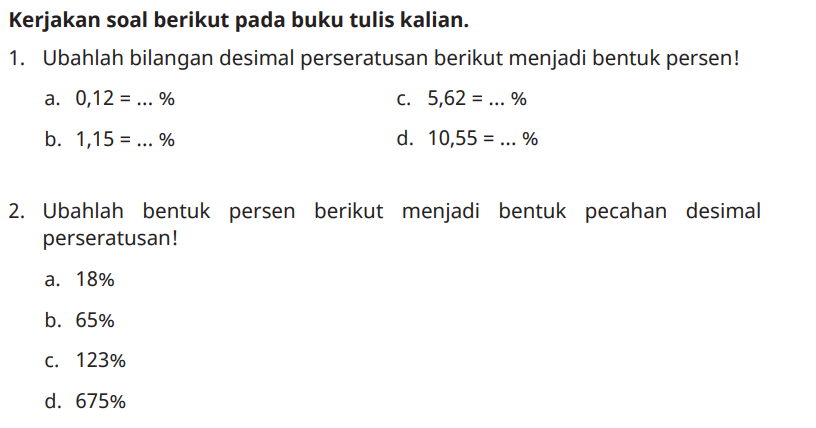 Kerjakan soal berikut pada buku tulis kalian.
1. Ubahlah bilangan desimal perseratusan berikut menjadi bentuk persen!
a. 0,12 = ... % c. 5,62 = ... %
b. 1,15 = ... % d. 10,55 = ... %
2. Ubahlah bentuk persen berikut menjadi bentuk pecahan desimal
perseratusan!
a. 18%
b. 65%
c. 123%
d. 675%